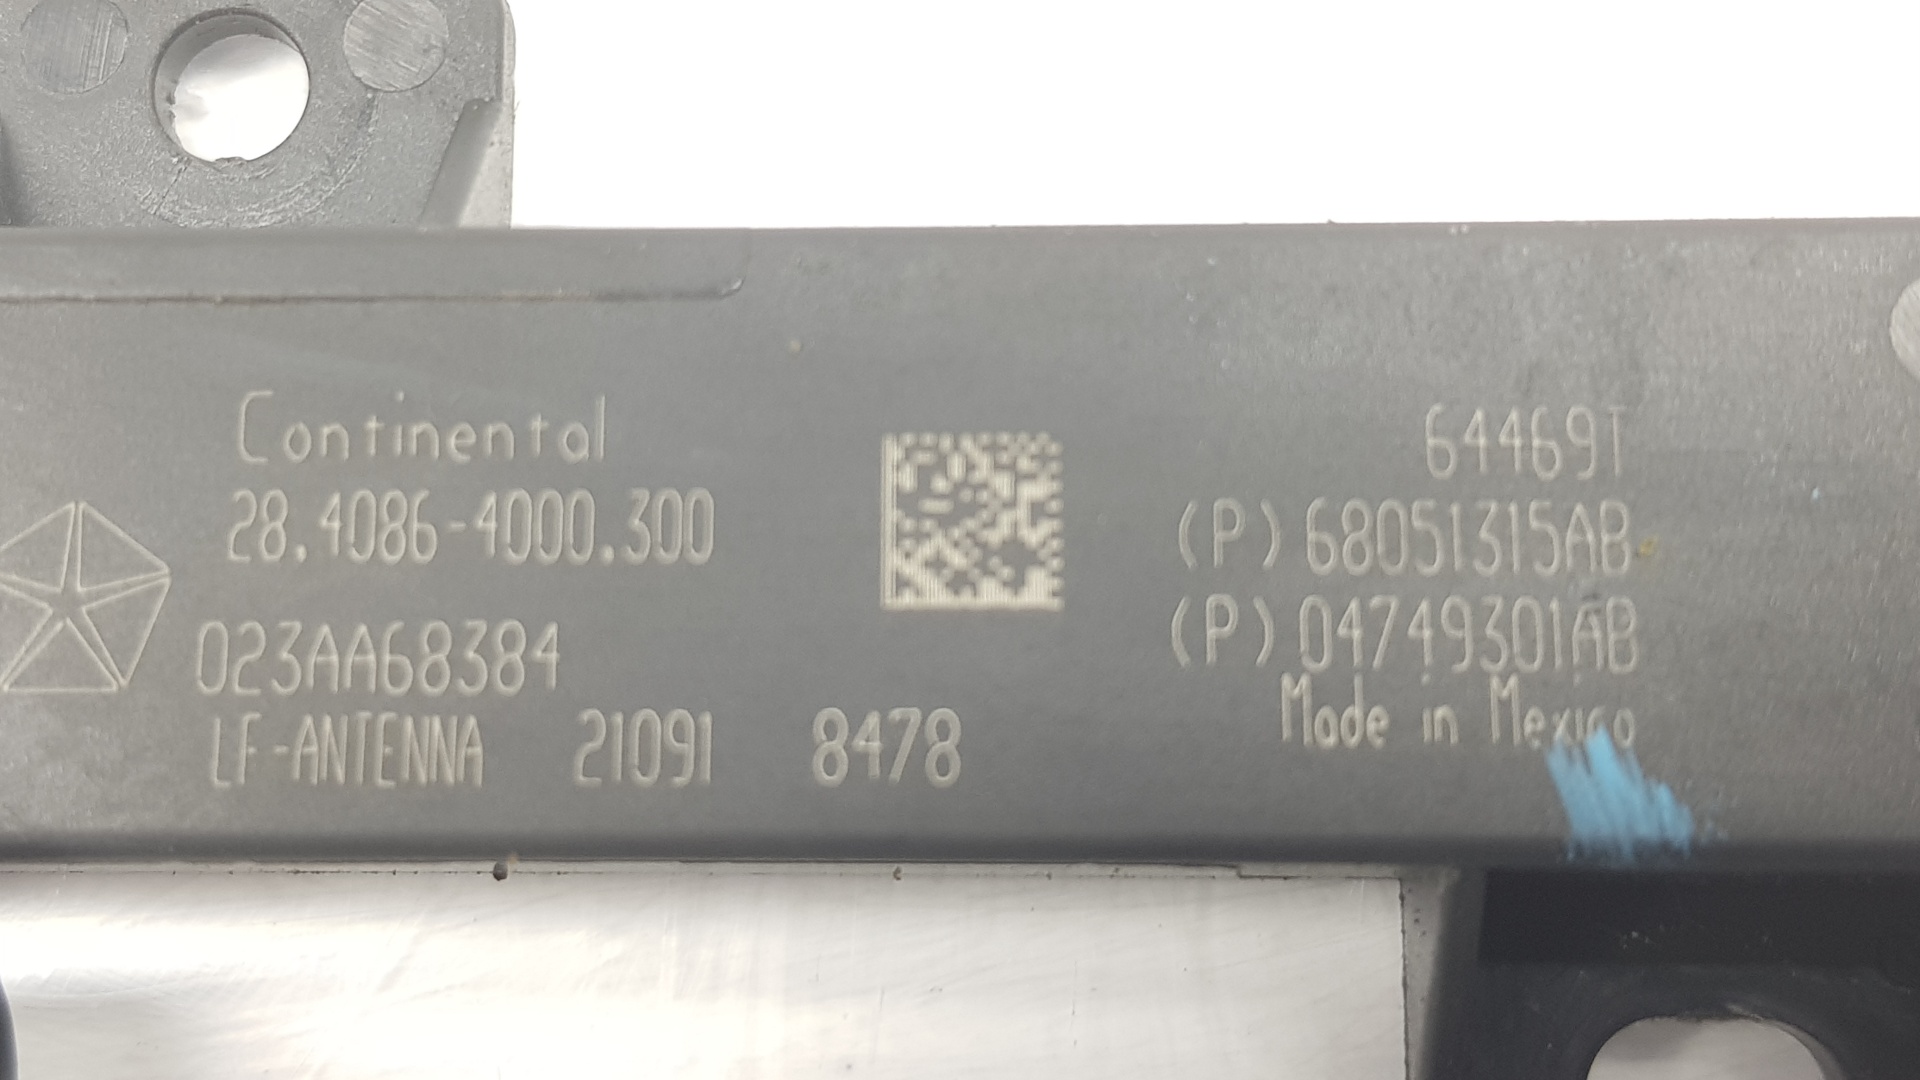 Continental
28.4086-4000.300
023AA68384
LF-ANTENNA 21091 8478
64469T
(P) 68051315AB
(P) 04749301AB
Made in Mexico